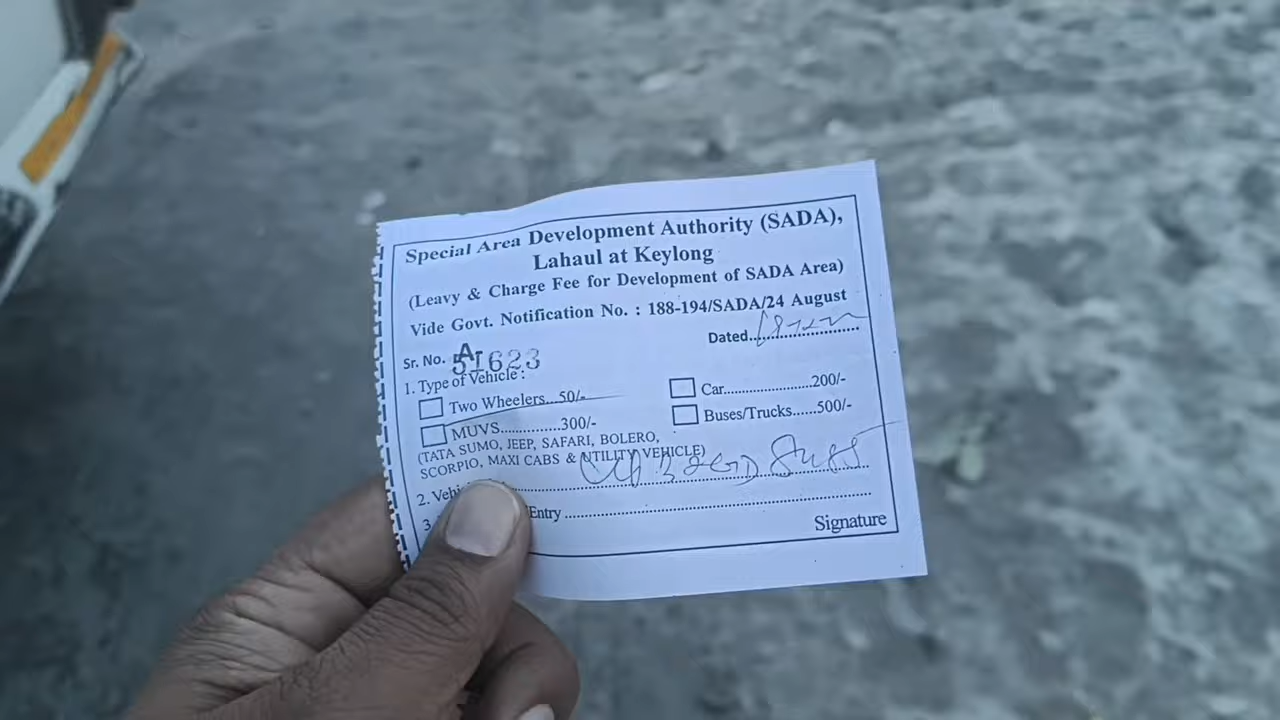 Special Area Development Authority (SADA),
Lahaul at Keylong
(Leavy & Charge Fee for Development of SADA Area)
Vide Govt. Notification No. : 188-194/SADA/24 August
Dated....................
Sr. No. 623
1. Type of Vehicle :
Two Wheelers...50/- Car....................200/-
MUVS.............300/- Buses/Trucks......500/-
(TATA SUMO, JEEP, SAFARI, BOLERO,
SCORPIO, MAXI CABS & UTILITY VEHICLE)
2.
3. Entry
Signature